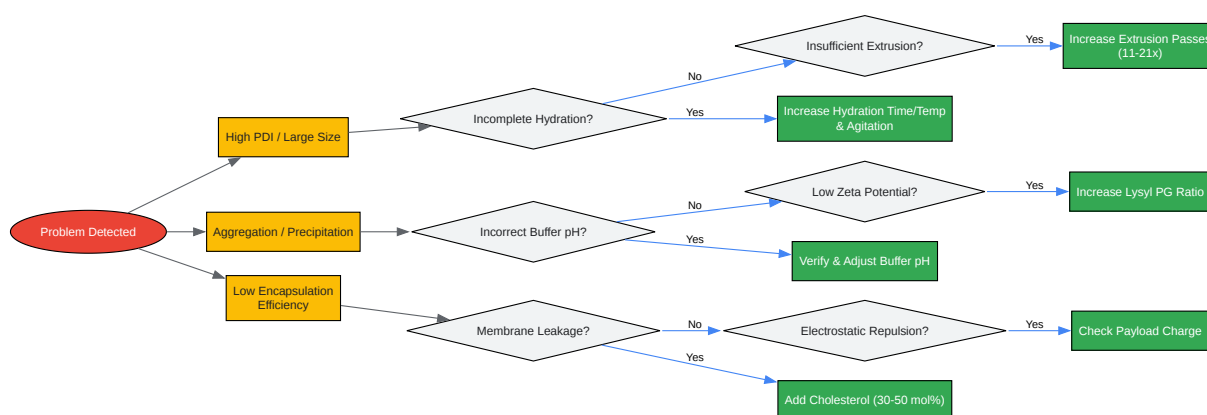 Insufficient Extrusion?
Yes
Increase Extrusion Passes
(11-21x)
No
High PDI / Large Size
Incomplete Hydration?
Yes
Increase Hydration Time/Temp
& Agitation
Low Zeta Potential?
Yes
Increase Lysyl PG Ratio
No
Problem Detected
Aggregation / Precipitation
Incorrect Buffer pH?
Yes
Verify & Adjust Buffer pH
Low Encapsulation
Efficiency
Membrane Leakage?
No
Electrostatic Repulsion?
Yes
Check Payload Charge
Yes
Add Cholesterol (30-50 mol%)